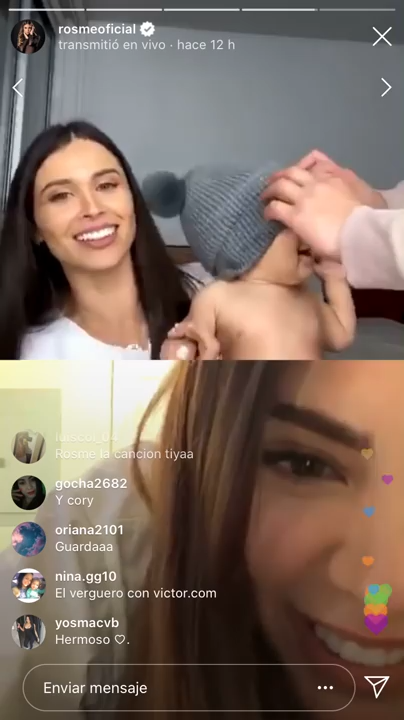 rosmeoficial
transmitió en vivo · hace 12 h
Rosme la cancion tiyaa
gocha2682
Y cory
oriana2101
Guardaaa
nina.gg10
El verguero con victor.com
yosmacvb
Hermoso ♡.
Enviar mensaje